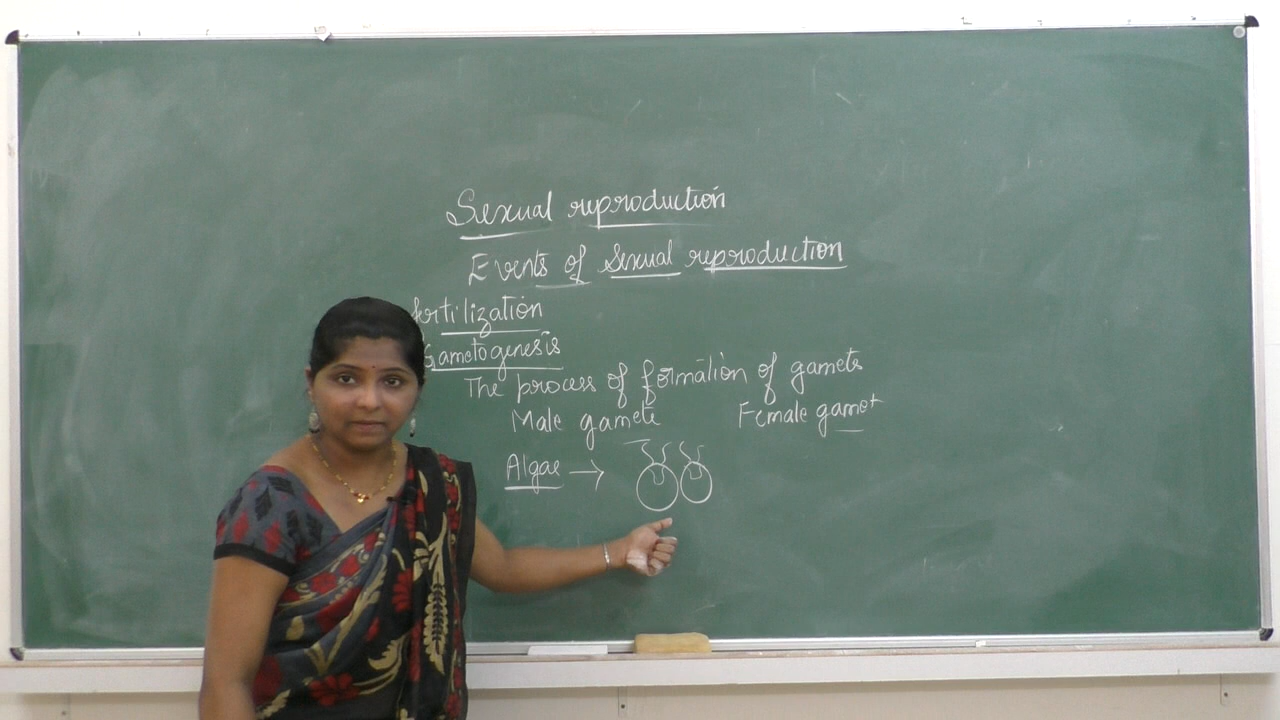 Sexual reproduction
Events of Sexual reproduction
fertilization
Gametogenesis
The process of formation of gamets
Male gamete Female gamet
Algae →